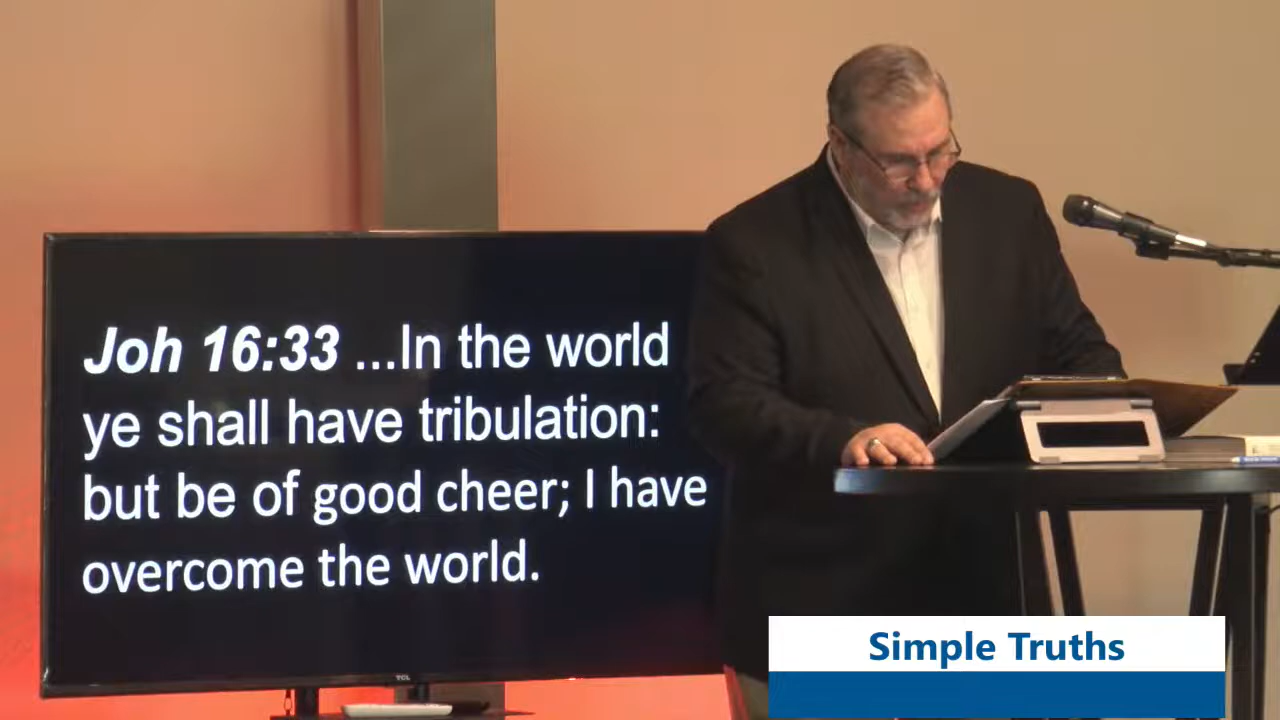 Joh 16:33 ...In the world
ye shall have tribulation:
but be of good cheer; I have
overcome the world.
TCL
Simple Truths